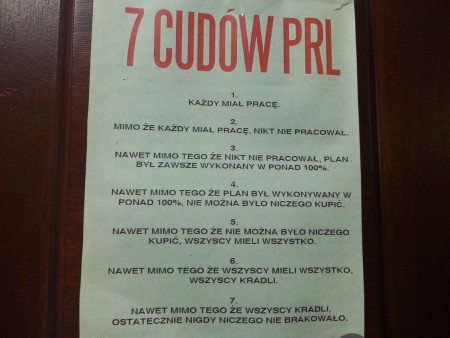 7 CUDÓW PRL
1.
KAŻDY MIAŁ PRACĘ.
2.
MIMO ŻE KAŻDY MIAŁ PRACĘ, NIKT NIE PRACOWAŁ.
3.
NAWET MIMO TEGO ŻE NIKT NIE PRACOWAŁ, PLAN
BYŁ ZAWSZE WYKONANY W PONAD 100%.
4.
NAWET MIMO TEGO ŻE PLAN BYŁ WYKONYWANY W
PONAD 100%, NIE MOŻNA BYŁO NICZEGO KUPIĆ.
5.
NAWET MIMO TEGO ŻE NIE MOŻNA BYŁO NICZEGO
KUPIĆ, WSZYSCY MIELI WSZYSTKO.
6.
NAWET MIMO TEGO ŻE WSZYSCY MIELI WSZYSTKO,
WSZYSCY KRADLI.
7.
NAWET MIMO TEGO ŻE WSZYSCY KRADLI,
OSTATECZNIE NIGDY NICZEGO NIE BRAKOWAŁO.